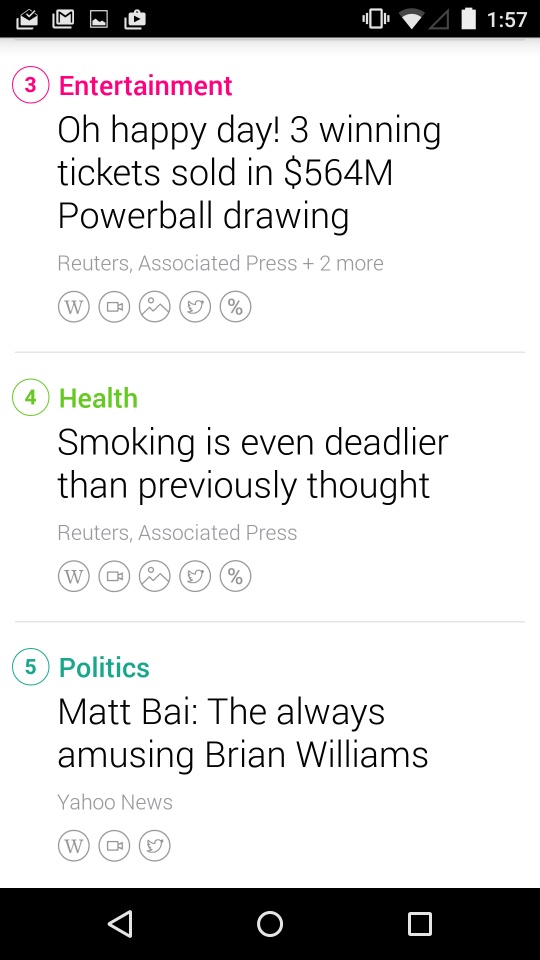 1:57
3 Entertainment
Oh happy day! 3 winning
tickets sold in $564M
Powerball drawing
Reuters, Associated Press + 2 more
W %
4 Health
Smoking is even deadlier
than previously thought
Reuters, Associated Press
W %
5 Politics
Matt Bai: The always
amusing Brian Williams
Yahoo News
W